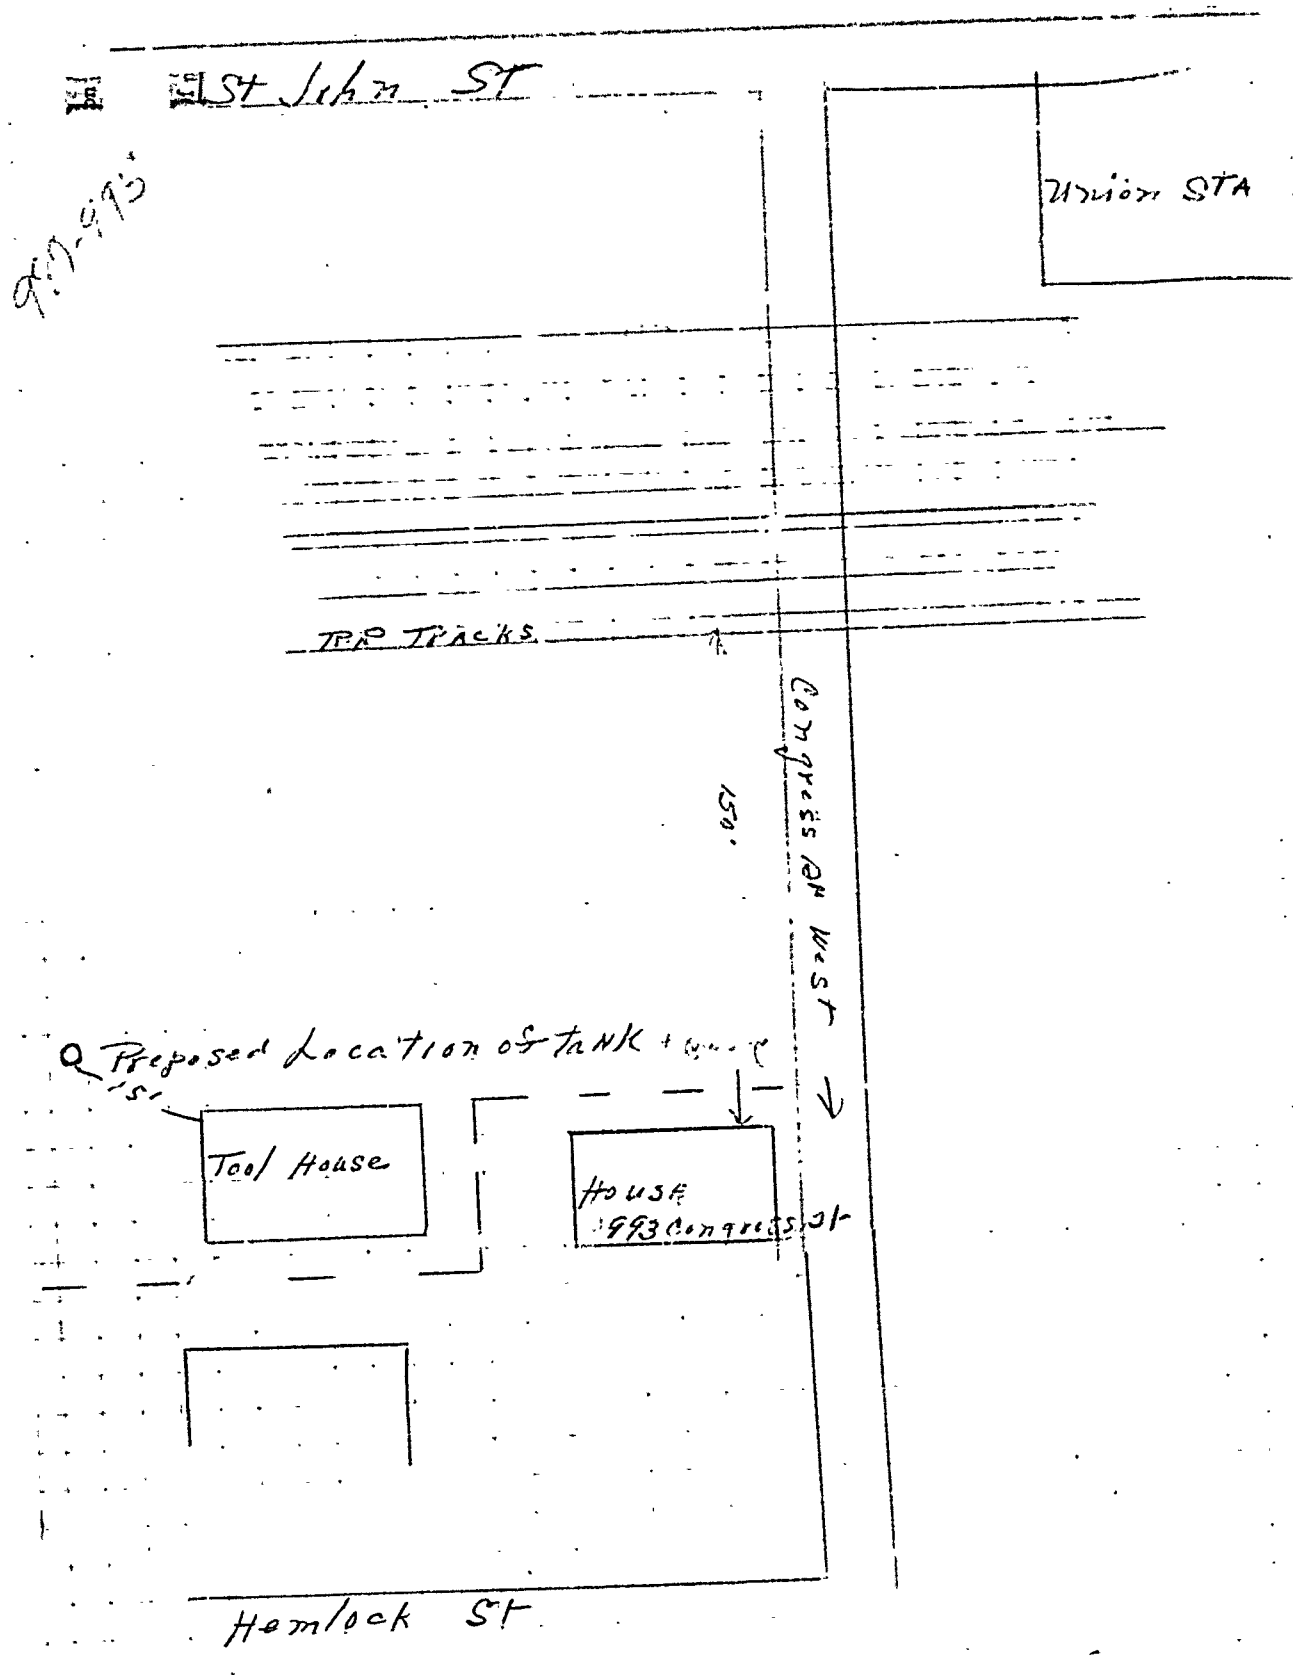 St John ST
Union STA
RR TRACKS
Congress St West
150'
Proposed Location of TANK +
Tool House
HOUSE
993 Congress St
Hemlock St